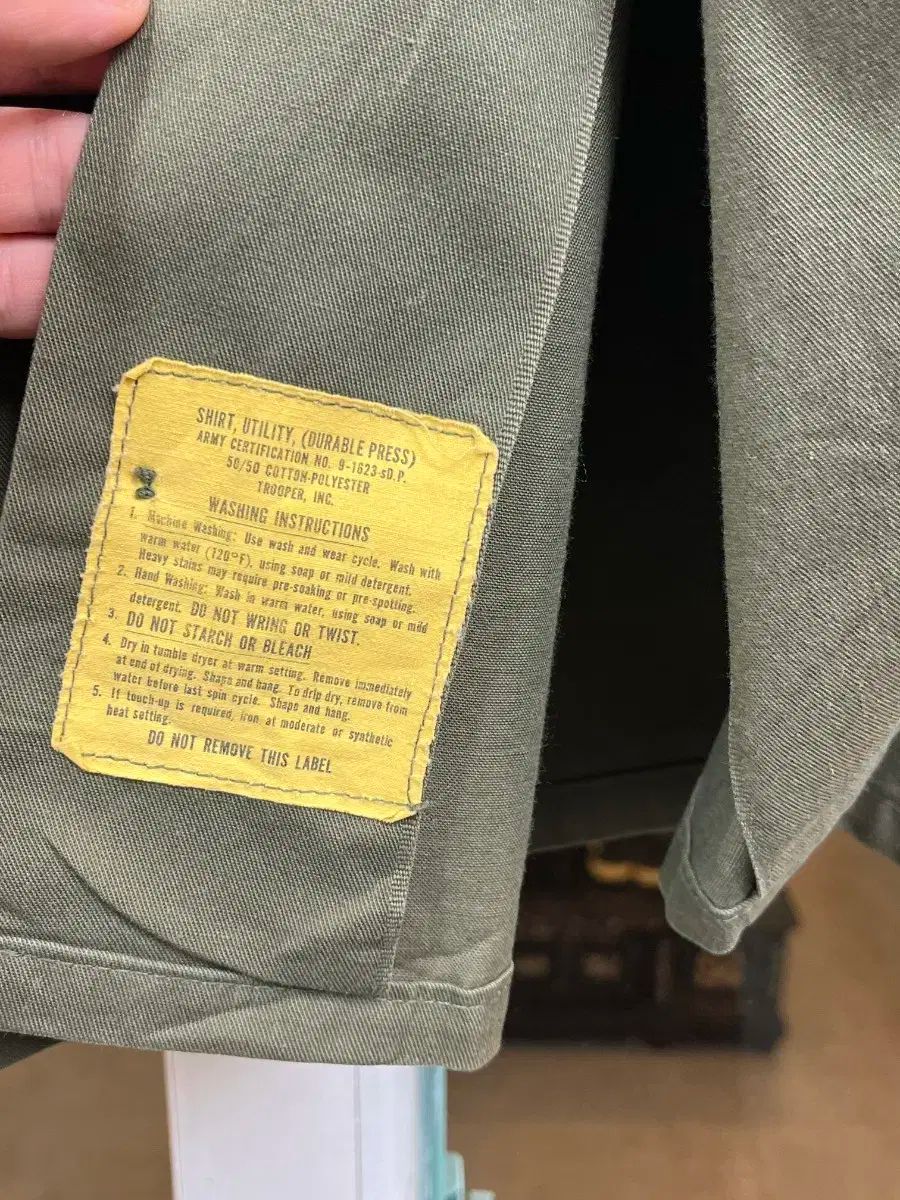 SHIRT, UTILITY, (DURABLE PRESS)
ARMY CERTIFICATION NO. 9-1623-sD.P.
50/50 COTTON-POLYESTER
TROOPER, INC.
WASHING INSTRUCTIONS
1. Machine Washing: Use wash and wear cycle. Wash with
warm water (120°F), using soap or mild detergent.
Heavy stains may require pre-soaking or pre-spotting.
2. Hand Washing: Wash in warm water, using soap or mild
detergent. DO NOT WRING OR TWIST.
3. DO NOT STARCH OR BLEACH
4. Dry in tumble dryer at warm setting. Remove immediately
at end of drying. Shape and hang. To drip dry, remove from
water before last spin cycle. Shape and hang.
5. If touch-up is required, iron at moderate or synthetic
heat setting.
DO NOT REMOVE THIS LABEL